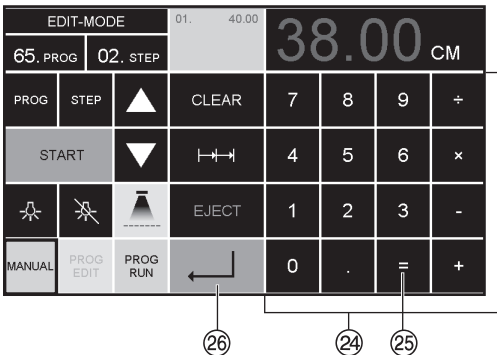 EDIT-MODE 01. 40.00 38.00 CM
65. PROG 02. STEP
PROG STEP CLEAR 7 8 9 ÷
START 4 5 6 ×
EJECT 1 2 3 -
MANUAL PROG EDIT PROG RUN 0 . = +
26 24 25